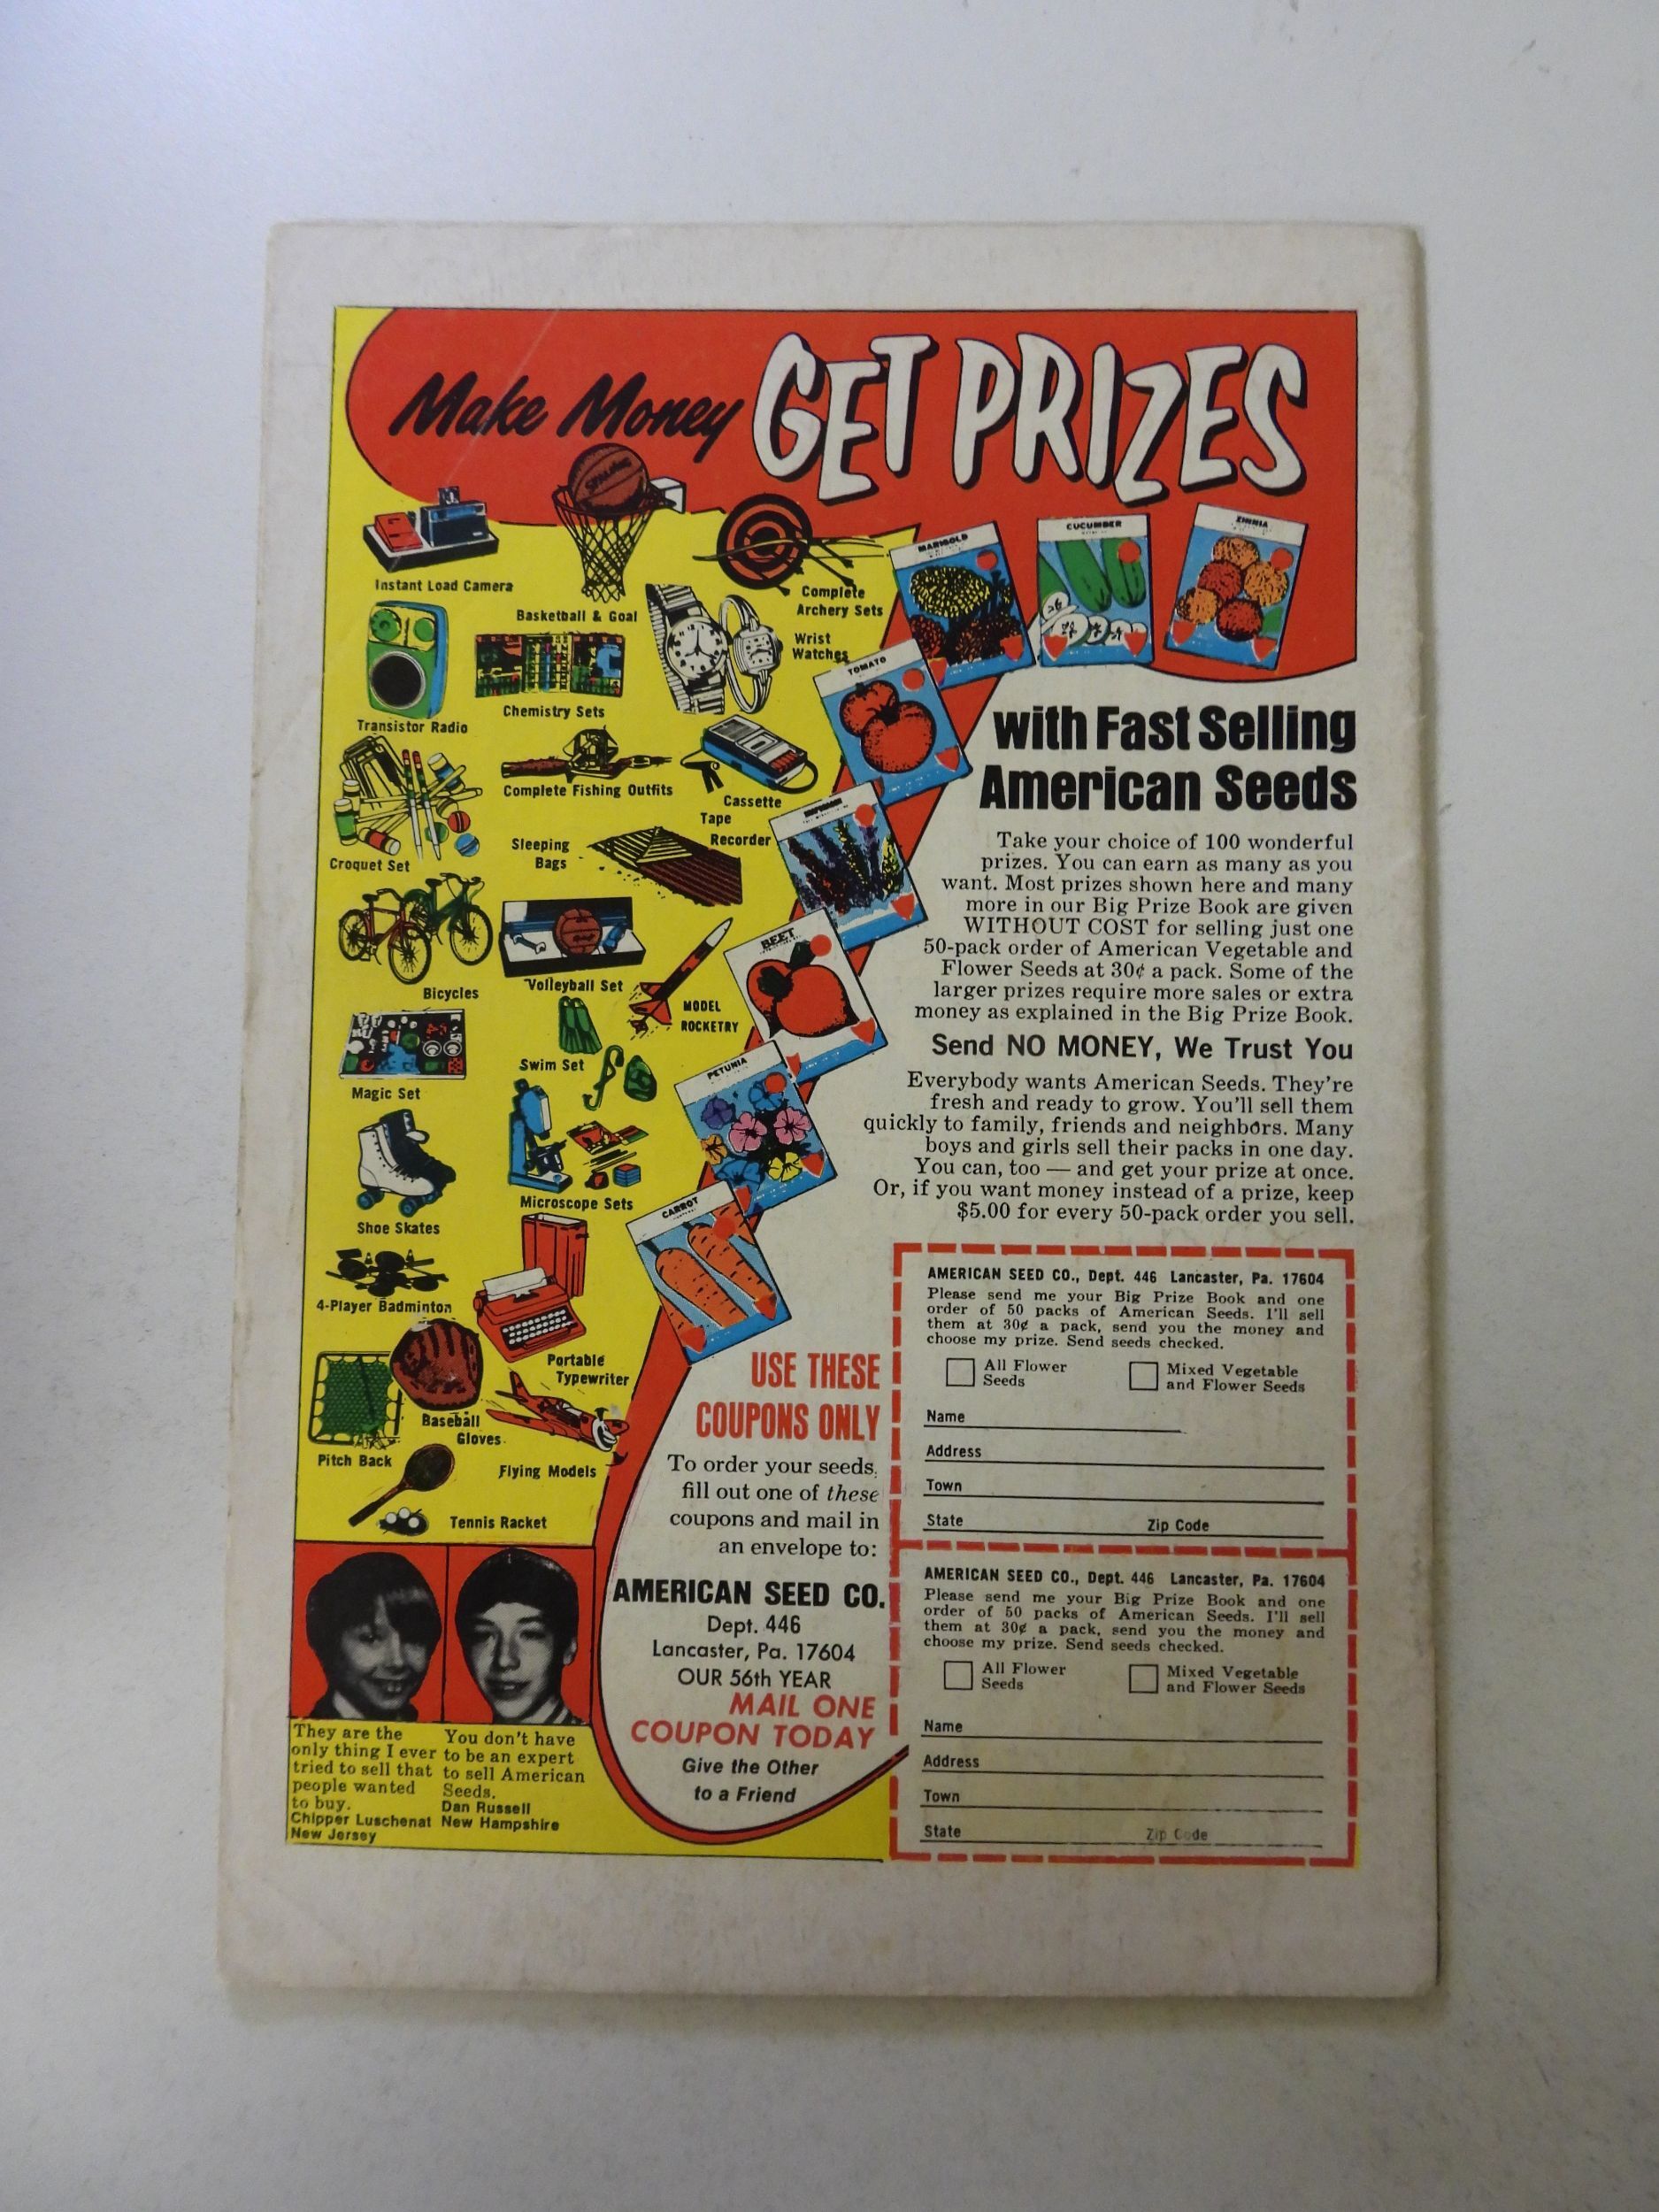 Make Money GET PRIZES
SPALDING
Instant Load Camera
Basketball & Goal
Complete
Archery Sets
Wrist
Watches
Transistor Radio
Chemistry Sets
Complete Fishing Outfits
Cassette
Tape
Recorder
Croquet Set
Sleeping
Bags
Bicycles
Volleyball Set
MODEL
ROCKETRY
Magic Set
Swim Set
Shoe Skates
Microscope Sets
4-Player Badminton
Portable
Typewriter
Baseball
Gloves
Pitch Back
Flying Models
Tennis Racket
MARIGOLD
CUCUMBER
ZINNIA
TOMATO
BEET
PETUNIA
CARROT
with Fast Selling
American Seeds
Take your choice of 100 wonderful
prizes. You can earn as many as you
want. Most prizes shown here and many
more in our Big Prize Book are given
WITHOUT COST for selling just one
50-pack order of American Vegetable and
Flower Seeds at 30¢ a pack. Some of the
larger prizes require more sales or extra
money as explained in the Big Prize Book.
Send NO MONEY, We Trust You
Everybody wants American Seeds. They're
fresh and ready to grow. You'll sell them
quickly to family, friends and neighbors. Many
boys and girls sell their packs in one day.
You can, too — and get your prize at once.
Or, if you want money instead of a prize, keep
$5.00 for every 50-pack order you sell.
USE THESE
COUPONS ONLY
To order your seeds,
fill out one of these
coupons and mail in
an envelope to:
AMERICAN SEED CO.
Dept. 446
Lancaster, Pa. 17604
OUR 56th YEAR
MAIL ONE
COUPON TODAY
Give the Other
to a Friend
AMERICAN SEED CO., Dept. 446 Lancaster, Pa. 17604
Please send me your Big Prize Book and one
order of 50 packs of American Seeds. I'll sell
them at 30¢ a pack, send you the money and
choose my prize. Send seeds checked.
All Flower
Seeds
Mixed Vegetable
and Flower Seeds
Name
Address
Town
State Zip Code
AMERICAN SEED CO., Dept. 446 Lancaster, Pa. 17604
Please send me your Big Prize Book and one
order of 50 packs of American Seeds. I'll sell
them at 30¢ a pack, send you the money and
choose my prize. Send seeds checked.
All Flower
Seeds
Mixed Vegetable
and Flower Seeds
Name
Address
Town
State Zip Code
They are the
only thing I ever
tried to sell that
people wanted
to buy.
Chipper Luschenat
New Jersey
You don't have
to be an expert
to sell American
Seeds.
Dan Russell
New Hampshire